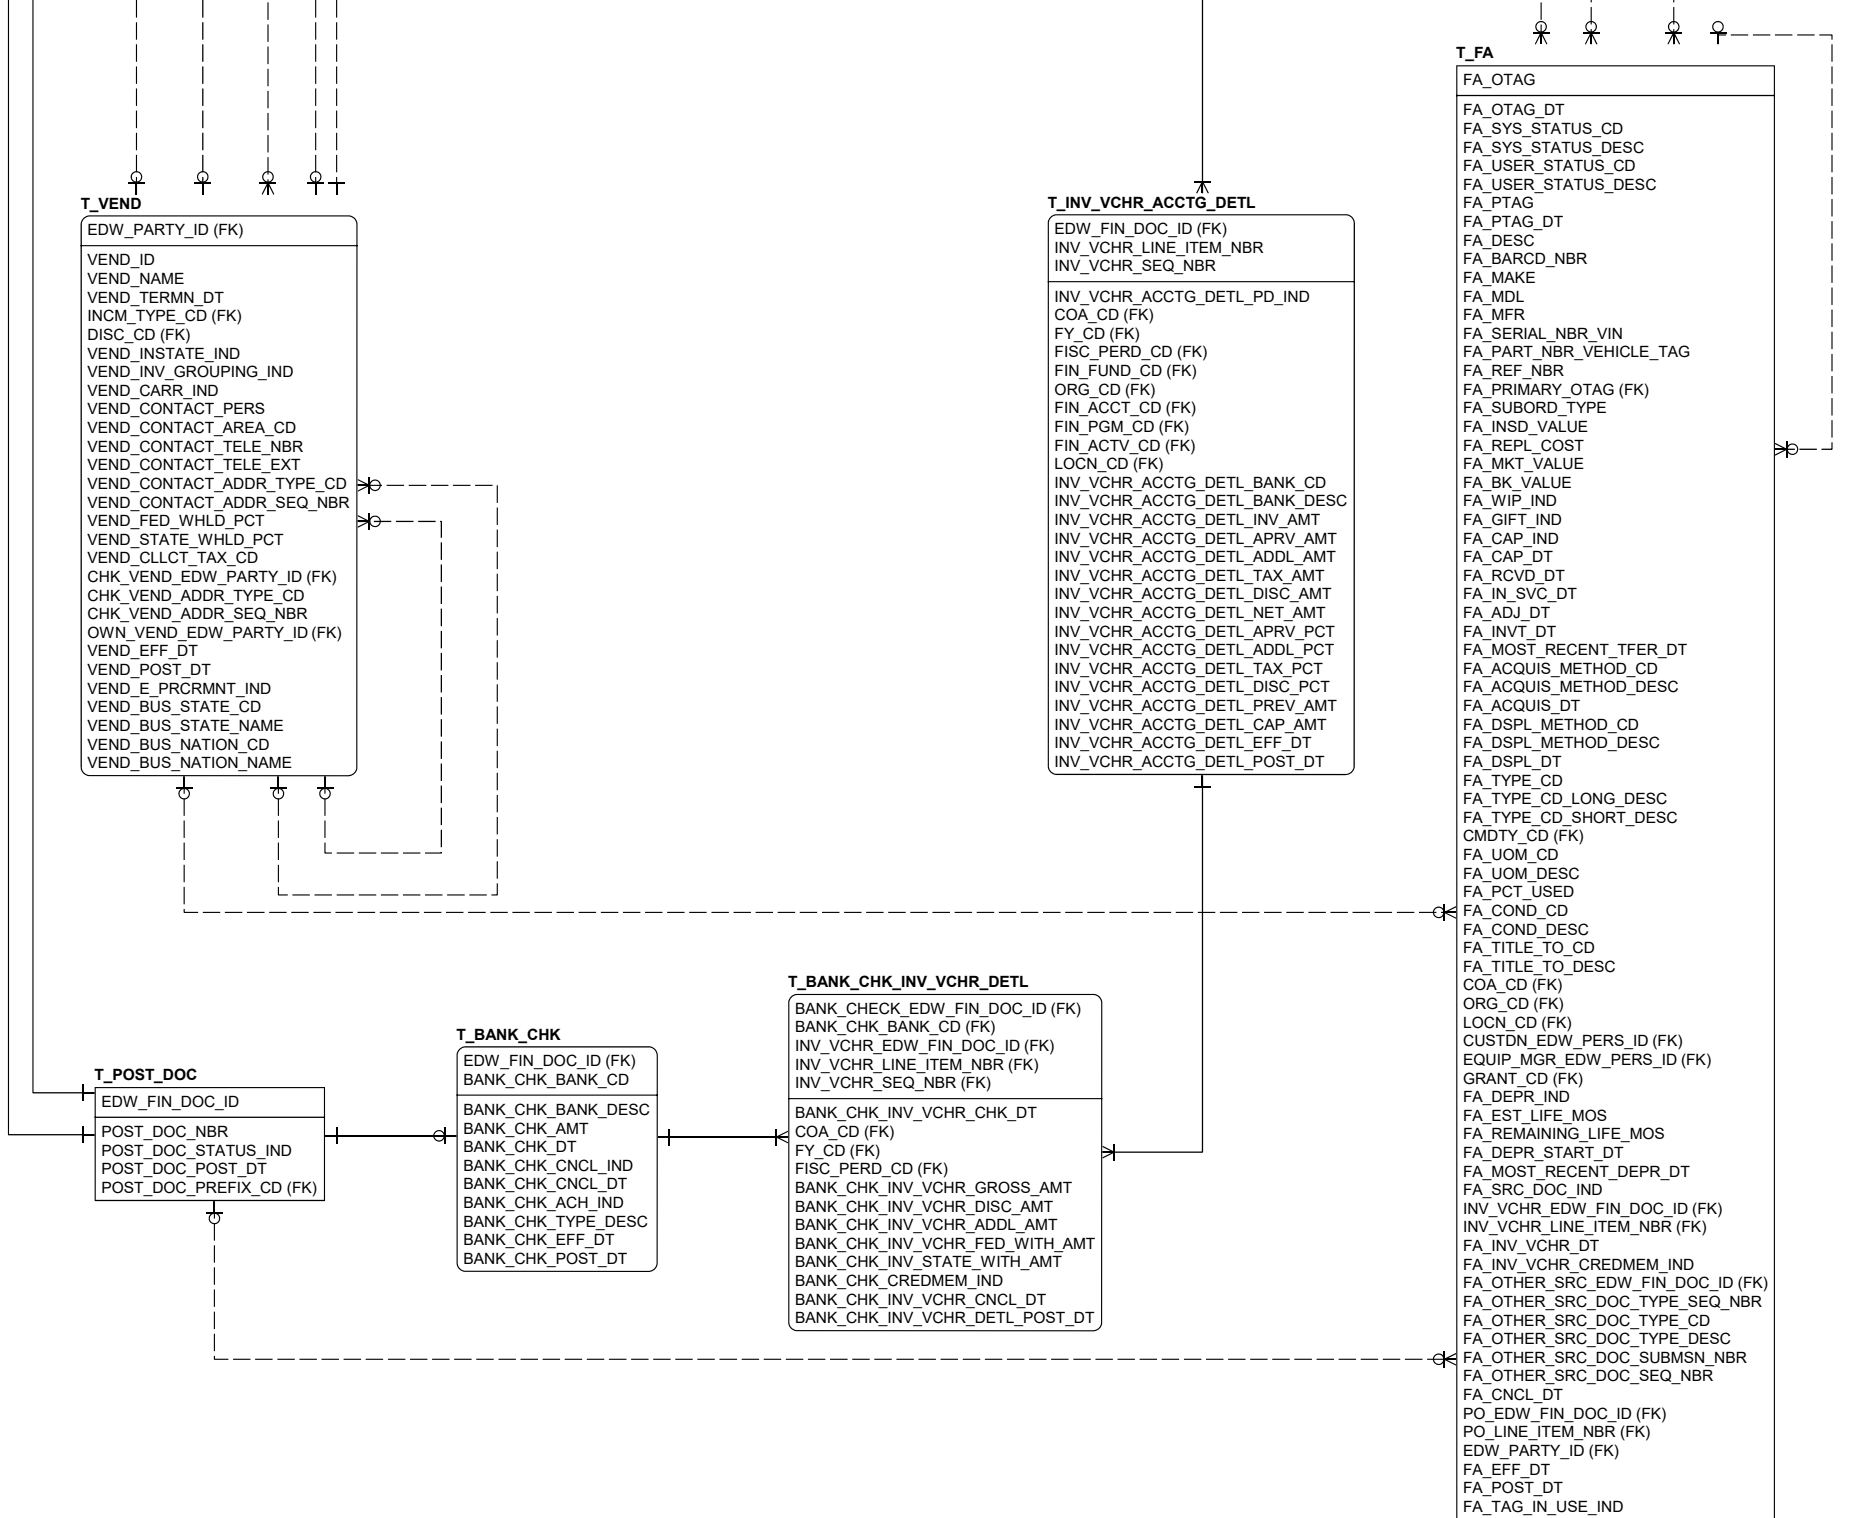 T_VEND
EDW_PARTY_ID (FK)
VEND_ID
VEND_NAME
VEND_TERMN_DT
INCM_TYPE_CD (FK)
DISC_CD (FK)
VEND_INSTATE_IND
VEND_INV_GROUPING_IND
VEND_CARR_IND
VEND_CONTACT_PERS
VEND_CONTACT_AREA_CD
VEND_CONTACT_TELE_NBR
VEND_CONTACT_TELE_EXT
VEND_CONTACT_ADDR_TYPE_CD
VEND_CONTACT_ADDR_SEQ_NBR
VEND_FED_WHLD_PCT
VEND_STATE_WHLD_PCT
VEND_CLLCT_TAX_CD
CHK_VEND_EDW_PARTY_ID (FK)
CHK_VEND_ADDR_TYPE_CD
CHK_VEND_ADDR_SEQ_NBR
OWN_VEND_EDW_PARTY_ID (FK)
VEND_EFF_DT
VEND_POST_DT
VEND_E_PRCRMNT_IND
VEND_BUS_STATE_CD
VEND_BUS_STATE_NAME
VEND_BUS_NATION_CD
VEND_BUS_NATION_NAME
T_INV_VCHR_ACCTG_DETL
EDW_FIN_DOC_ID (FK)
INV_VCHR_LINE_ITEM_NBR
INV_VCHR_SEQ_NBR
INV_VCHR_ACCTG_DETL_PD_IND
COA_CD (FK)
FY_CD (FK)
FISC_PERD_CD (FK)
FIN_FUND_CD (FK)
ORG_CD (FK)
FIN_ACCT_CD (FK)
FIN_PGM_CD (FK)
FIN_ACTV_CD (FK)
LOCN_CD (FK)
INV_VCHR_ACCTG_DETL_BANK_CD
INV_VCHR_ACCTG_DETL_BANK_DESC
INV_VCHR_ACCTG_DETL_INV_AMT
INV_VCHR_ACCTG_DETL_APRV_AMT
INV_VCHR_ACCTG_DETL_ADDL_AMT
INV_VCHR_ACCTG_DETL_TAX_AMT
INV_VCHR_ACCTG_DETL_DISC_AMT
INV_VCHR_ACCTG_DETL_NET_AMT
INV_VCHR_ACCTG_DETL_APRV_PCT
INV_VCHR_ACCTG_DETL_ADDL_PCT
INV_VCHR_ACCTG_DETL_TAX_PCT
INV_VCHR_ACCTG_DETL_DISC_PCT
INV_VCHR_ACCTG_DETL_PREV_AMT
INV_VCHR_ACCTG_DETL_CAP_AMT
INV_VCHR_ACCTG_DETL_EFF_DT
INV_VCHR_ACCTG_DETL_POST_DT
T_POST_DOC
EDW_FIN_DOC_ID
POST_DOC_NBR
POST_DOC_STATUS_IND
POST_DOC_POST_DT
POST_DOC_PREFIX_CD (FK)
T_BANK_CHK
EDW_FIN_DOC_ID (FK)
BANK_CHK_BANK_CD
BANK_CHK_BANK_DESC
BANK_CHK_AMT
BANK_CHK_DT
BANK_CHK_CNCL_IND
BANK_CHK_CNCL_DT
BANK_CHK_ACH_IND
BANK_CHK_TYPE_DESC
BANK_CHK_EFF_DT
BANK_CHK_POST_DT
T_BANK_CHK_INV_VCHR_DETL
BANK_CHECK_EDW_FIN_DOC_ID (FK)
BANK_CHK_BANK_CD (FK)
INV_VCHR_EDW_FIN_DOC_ID (FK)
INV_VCHR_LINE_ITEM_NBR (FK)
INV_VCHR_SEQ_NBR (FK)
BANK_CHK_INV_VCHR_CHK_DT
COA_CD (FK)
FY_CD (FK)
FISC_PERD_CD (FK)
BANK_CHK_INV_VCHR_GROSS_AMT
BANK_CHK_INV_VCHR_DISC_AMT
BANK_CHK_INV_VCHR_ADDL_AMT
BANK_CHK_INV_VCHR_FED_WITH_AMT
BANK_CHK_INV_STATE_WITH_AMT
BANK_CHK_CREDMEM_IND
BANK_CHK_INV_VCHR_CNCL_DT
BANK_CHK_INV_VCHR_DETL_POST_DT
T_FA
FA_OTAG
FA_OTAG_DT
FA_SYS_STATUS_CD
FA_SYS_STATUS_DESC
FA_USER_STATUS_CD
FA_USER_STATUS_DESC
FA_PTAG
FA_PTAG_DT
FA_DESC
FA_BARCD_NBR
FA_MAKE
FA_MDL
FA_MFR
FA_SERIAL_NBR_VIN
FA_PART_NBR_VEHICLE_TAG
FA_REF_NBR
FA_PRIMARY_OTAG (FK)
FA_SUBORD_TYPE
FA_INSD_VALUE
FA_REPL_COST
FA_MKT_VALUE
FA_BK_VALUE
FA_WIP_IND
FA_GIFT_IND
FA_CAP_IND
FA_CAP_DT
FA_RCVD_DT
FA_IN_SVC_DT
FA_ADJ_DT
FA_INVT_DT
FA_MOST_RECENT_TFER_DT
FA_ACQUIS_METHOD_CD
FA_ACQUIS_METHOD_DESC
FA_ACQUIS_DT
FA_DSPL_METHOD_CD
FA_DSPL_METHOD_DESC
FA_DSPL_DT
FA_TYPE_CD
FA_TYPE_CD_LONG_DESC
FA_TYPE_CD_SHORT_DESC
CMDTY_CD (FK)
FA_UOM_CD
FA_UOM_DESC
FA_PCT_USED
FA_COND_CD
FA_COND_DESC
FA_TITLE_TO_CD
FA_TITLE_TO_DESC
COA_CD (FK)
ORG_CD (FK)
LOCN_CD (FK)
CUSTDN_EDW_PERS_ID (FK)
EQUIP_MGR_EDW_PERS_ID (FK)
GRANT_CD (FK)
FA_DEPR_IND
FA_EST_LIFE_MOS
FA_REMAINING_LIFE_MOS
FA_DEPR_START_DT
FA_MOST_RECENT_DEPR_DT
FA_SRC_DOC_IND
INV_VCHR_EDW_FIN_DOC_ID (FK)
INV_VCHR_LINE_ITEM_NBR (FK)
FA_INV_VCHR_DT
FA_INV_VCHR_CREDMEM_IND
FA_OTHER_SRC_EDW_FIN_DOC_ID (FK)
FA_OTHER_SRC_DOC_TYPE_SEQ_NBR
FA_OTHER_SRC_DOC_TYPE_CD
FA_OTHER_SRC_DOC_TYPE_DESC
FA_OTHER_SRC_DOC_SUBMSN_NBR
FA_OTHER_SRC_DOC_SEQ_NBR
FA_CNCL_DT
PO_EDW_FIN_DOC_ID (FK)
PO_LINE_ITEM_NBR (FK)
EDW_PARTY_ID (FK)
FA_EFF_DT
FA_POST_DT
FA_TAG_IN_USE_IND